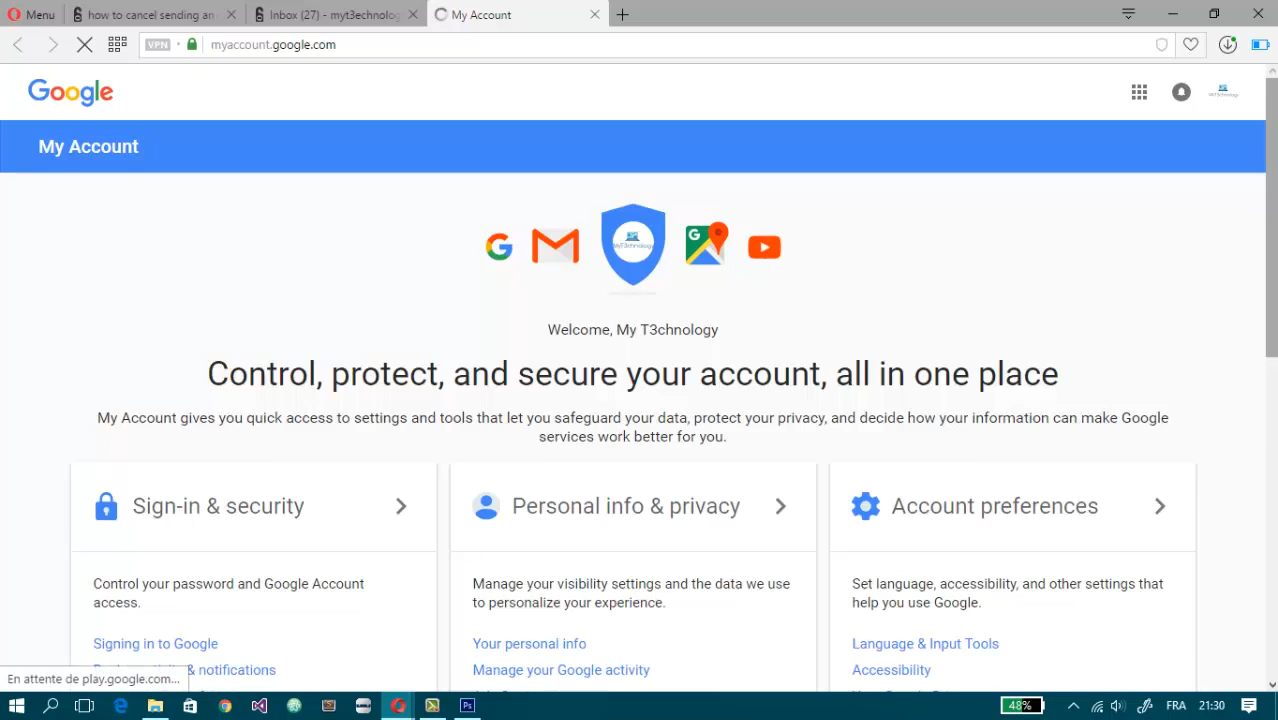 Menu
how to cancel sending an
Inbox (27) - myt3echnolog
My Account
VPN
myaccount.google.com
Google
My Account
G
MyT3chnology
G
Welcome, My T3chnology
Control, protect, and secure your account, all in one place
My Account gives you quick access to settings and tools that let you safeguard your data, protect your privacy, and decide how your information can make Google
services work better for you.
Sign-in & security
Control your password and Google Account
access.
Signing in to Google
& notifications
Personal info & privacy
Manage your visibility settings and the data we use
to personalize your experience.
Your personal info
Manage your Google activity
Account preferences
Set language, accessibility, and other settings that
help you use Google.
Language & Input Tools
Accessibility
En attente de play.google.com...
Ps
48%
FRA
21:30